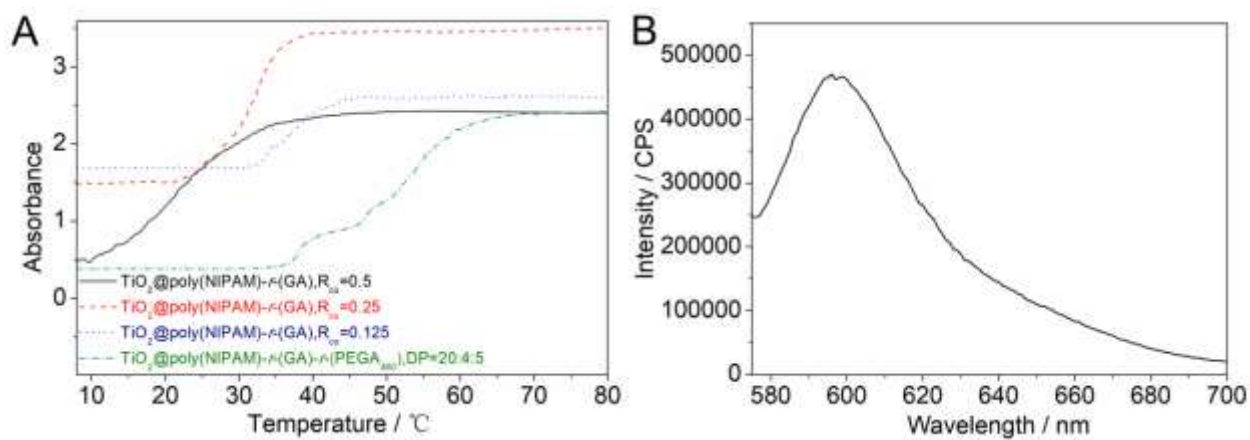 A
Absorbance
3
2
1
0
TiO2@poly(NIPAM)-r-(GA),Rco=0.5
TiO2@poly(NIPAM)-r-(GA),Rco=0.25
TiO2@poly(NIPAM)-r-(GA),Rco=0.125
TiO2@poly(NIPAM)-r-(GA)-r-(PEGA480),DP=20:4:5
10 20 30 40 50 60 70 80
Temperature / ℃
B
Intensity / CPS
500000
400000
300000
200000
100000
0
580 600 620 640 660 680 700
Wavelength / nm